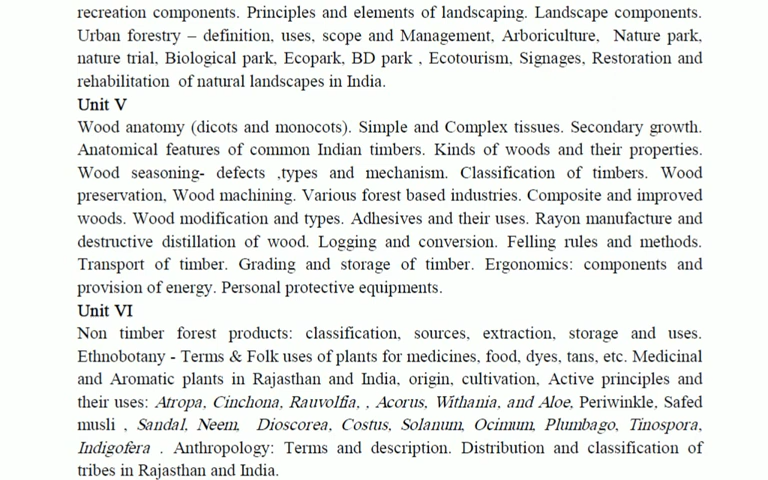 recreation components. Principles and elements of landscaping. Landscape components.
Urban forestry – definition, uses, scope and Management, Arboriculture, Nature park,
nature trial, Biological park, Ecopark, BD park , Ecotourism, Signages, Restoration and
rehabilitation of natural landscapes in India.
Unit V
Wood anatomy (dicots and monocots). Simple and Complex tissues. Secondary growth.
Anatomical features of common Indian timbers. Kinds of woods and their properties.
Wood seasoning- defects ,types and mechanism. Classification of timbers. Wood
preservation, Wood machining. Various forest based industries. Composite and improved
woods. Wood modification and types. Adhesives and their uses. Rayon manufacture and
destructive distillation of wood. Logging and conversion. Felling rules and methods.
Transport of timber. Grading and storage of timber. Ergonomics: components and
provision of energy. Personal protective equipments.
Unit VI
Non timber forest products: classification, sources, extraction, storage and uses.
Ethnobotany - Terms & Folk uses of plants for medicines, food, dyes, tans, etc. Medicinal
and Aromatic plants in Rajasthan and India, origin, cultivation, Active principles and
their uses: Atropa, Cinchona, Rauvolfia, , Acorus, Withania, and Aloe, Periwinkle, Safed
musli , Sandal, Neem, Dioscorea, Costus, Solanum, Ocimum, Plumbago, Tinospora,
Indigofera . Anthropology: Terms and description. Distribution and classification of
tribes in Rajasthan and India.